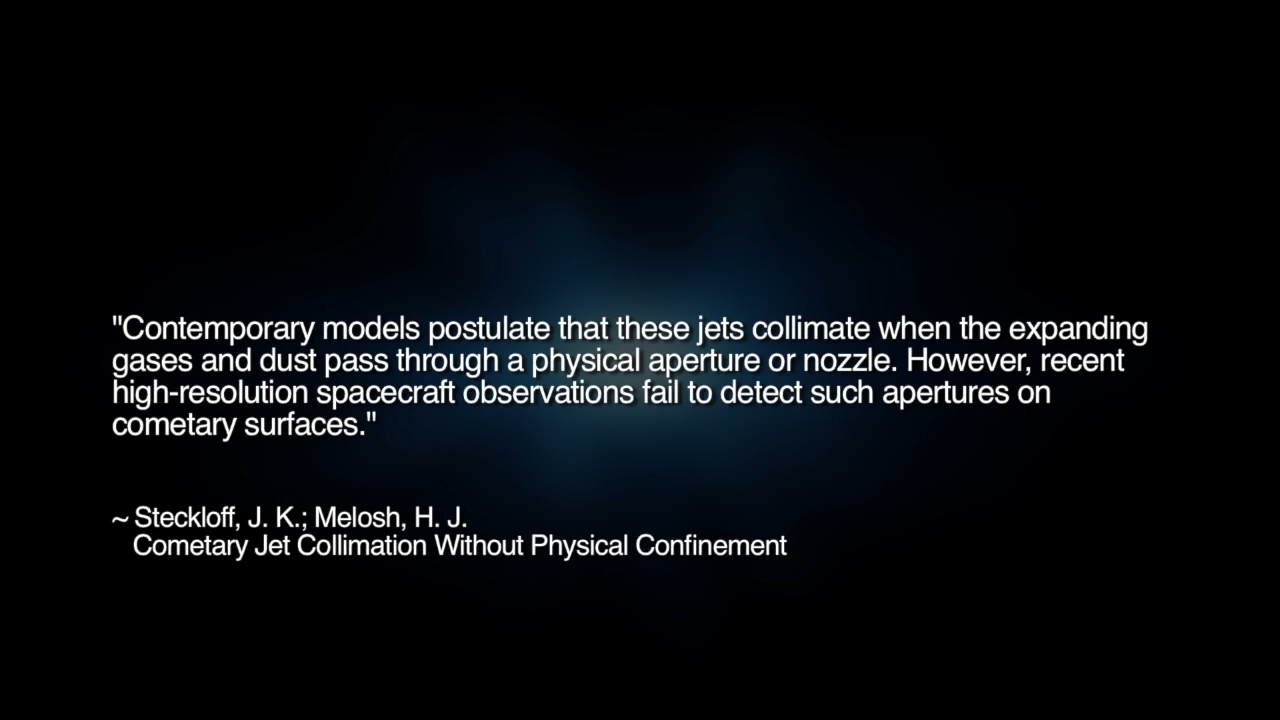 "Contemporary models postulate that these jets collimate when the expanding
gases and dust pass through a physical aperture or nozzle. However, recent
high-resolution spacecraft observations fail to detect such apertures on
cometary surfaces."
~ Steckloff, J. K.; Melosh, H. J.
Cometary Jet Collimation Without Physical Confinement